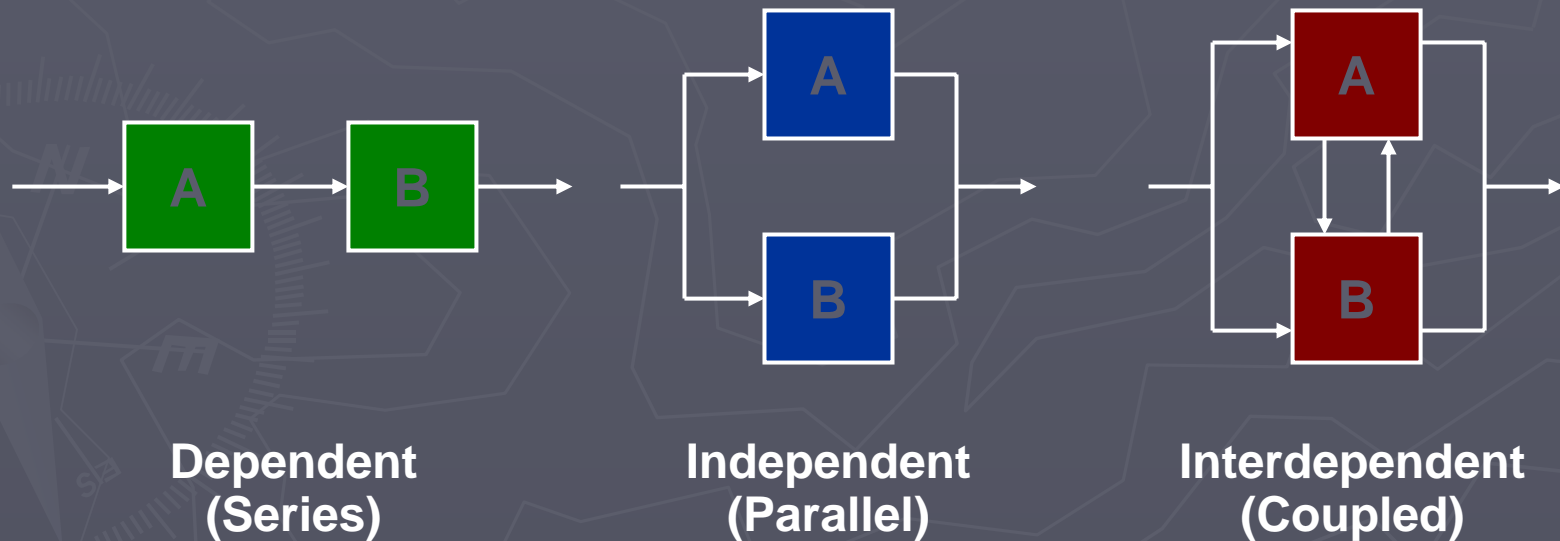 A
B
A
B
A
B
N
E
Dependent
(Series)
Independent
(Parallel)
Interdependent
(Coupled)